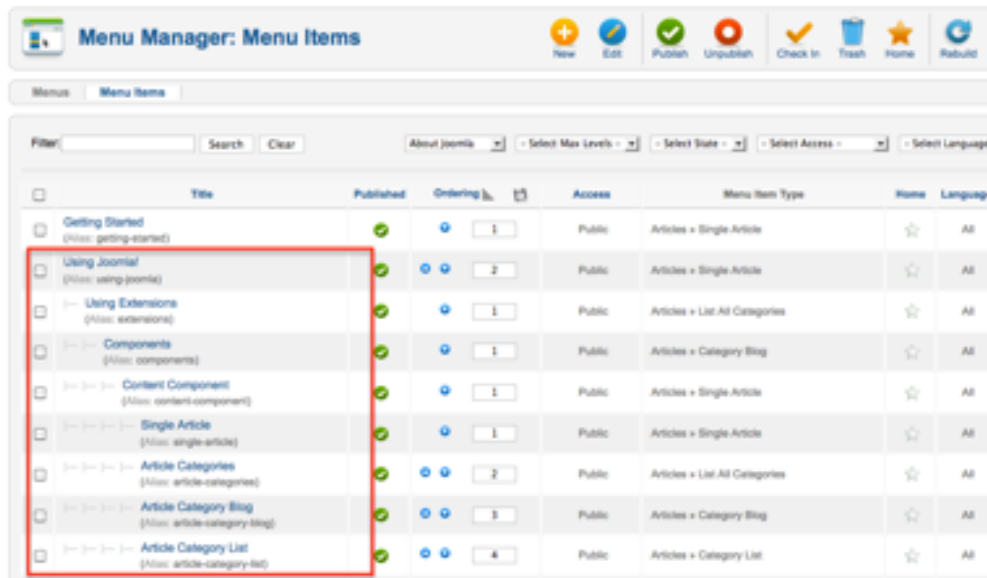 Menu Manager: Menu Items
New Edit Publish Unpublish Check In Trash Home Rebuild
Menus Menu Items
Filter: Search Clear About Joomla - Select Max Levels - - Select State - - Select Access - - Select Language
Title Published Ordering Access Menu Item Type Home Language
Getting Started 1 Public Articles » Single Article All
(Alias: getting-started)
Using Joomla! 2 Public Articles » Single Article All
(Alias: using-joomla)
Using Extensions 1 Public Articles » List All Categories All
(Alias: extensions)
Components 1 Public Articles » Category Blog All
(Alias: components)
Content Component 1 Public Articles » Single Article All
(Alias: content-component)
Single Article 1 Public Articles » Single Article All
(Alias: single-article)
Article Categories 2 Public Articles » List All Categories All
(Alias: article-categories)
Article Category Blog 3 Public Articles » Category Blog All
(Alias: article-category-blog)
Article Category List 4 Public Articles » Category List All
(Alias: article-category-list)